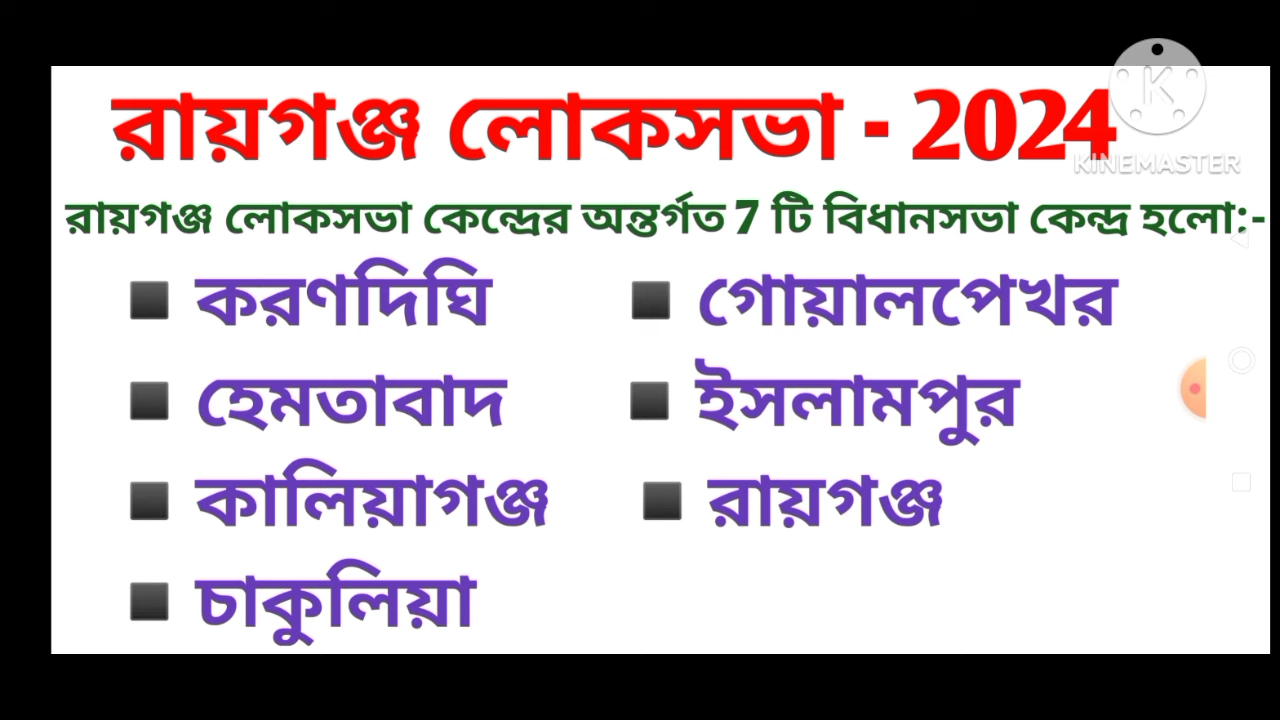 রায়গঞ্জ লোকসভা - 2024
KINEMASTER
রায়গঞ্জ লোকসভা কেন্দ্রের অন্তর্গত 7 টি বিধানসভা কেন্দ্র হলো:-
▪ করণদিঘি ▪ গোয়ালপেখর
▪ হেমতাবাদ ▪ ইসলামপুর
▪ কালিয়াগঞ্জ ▪ রায়গঞ্জ
▪ চাকুলিয়া